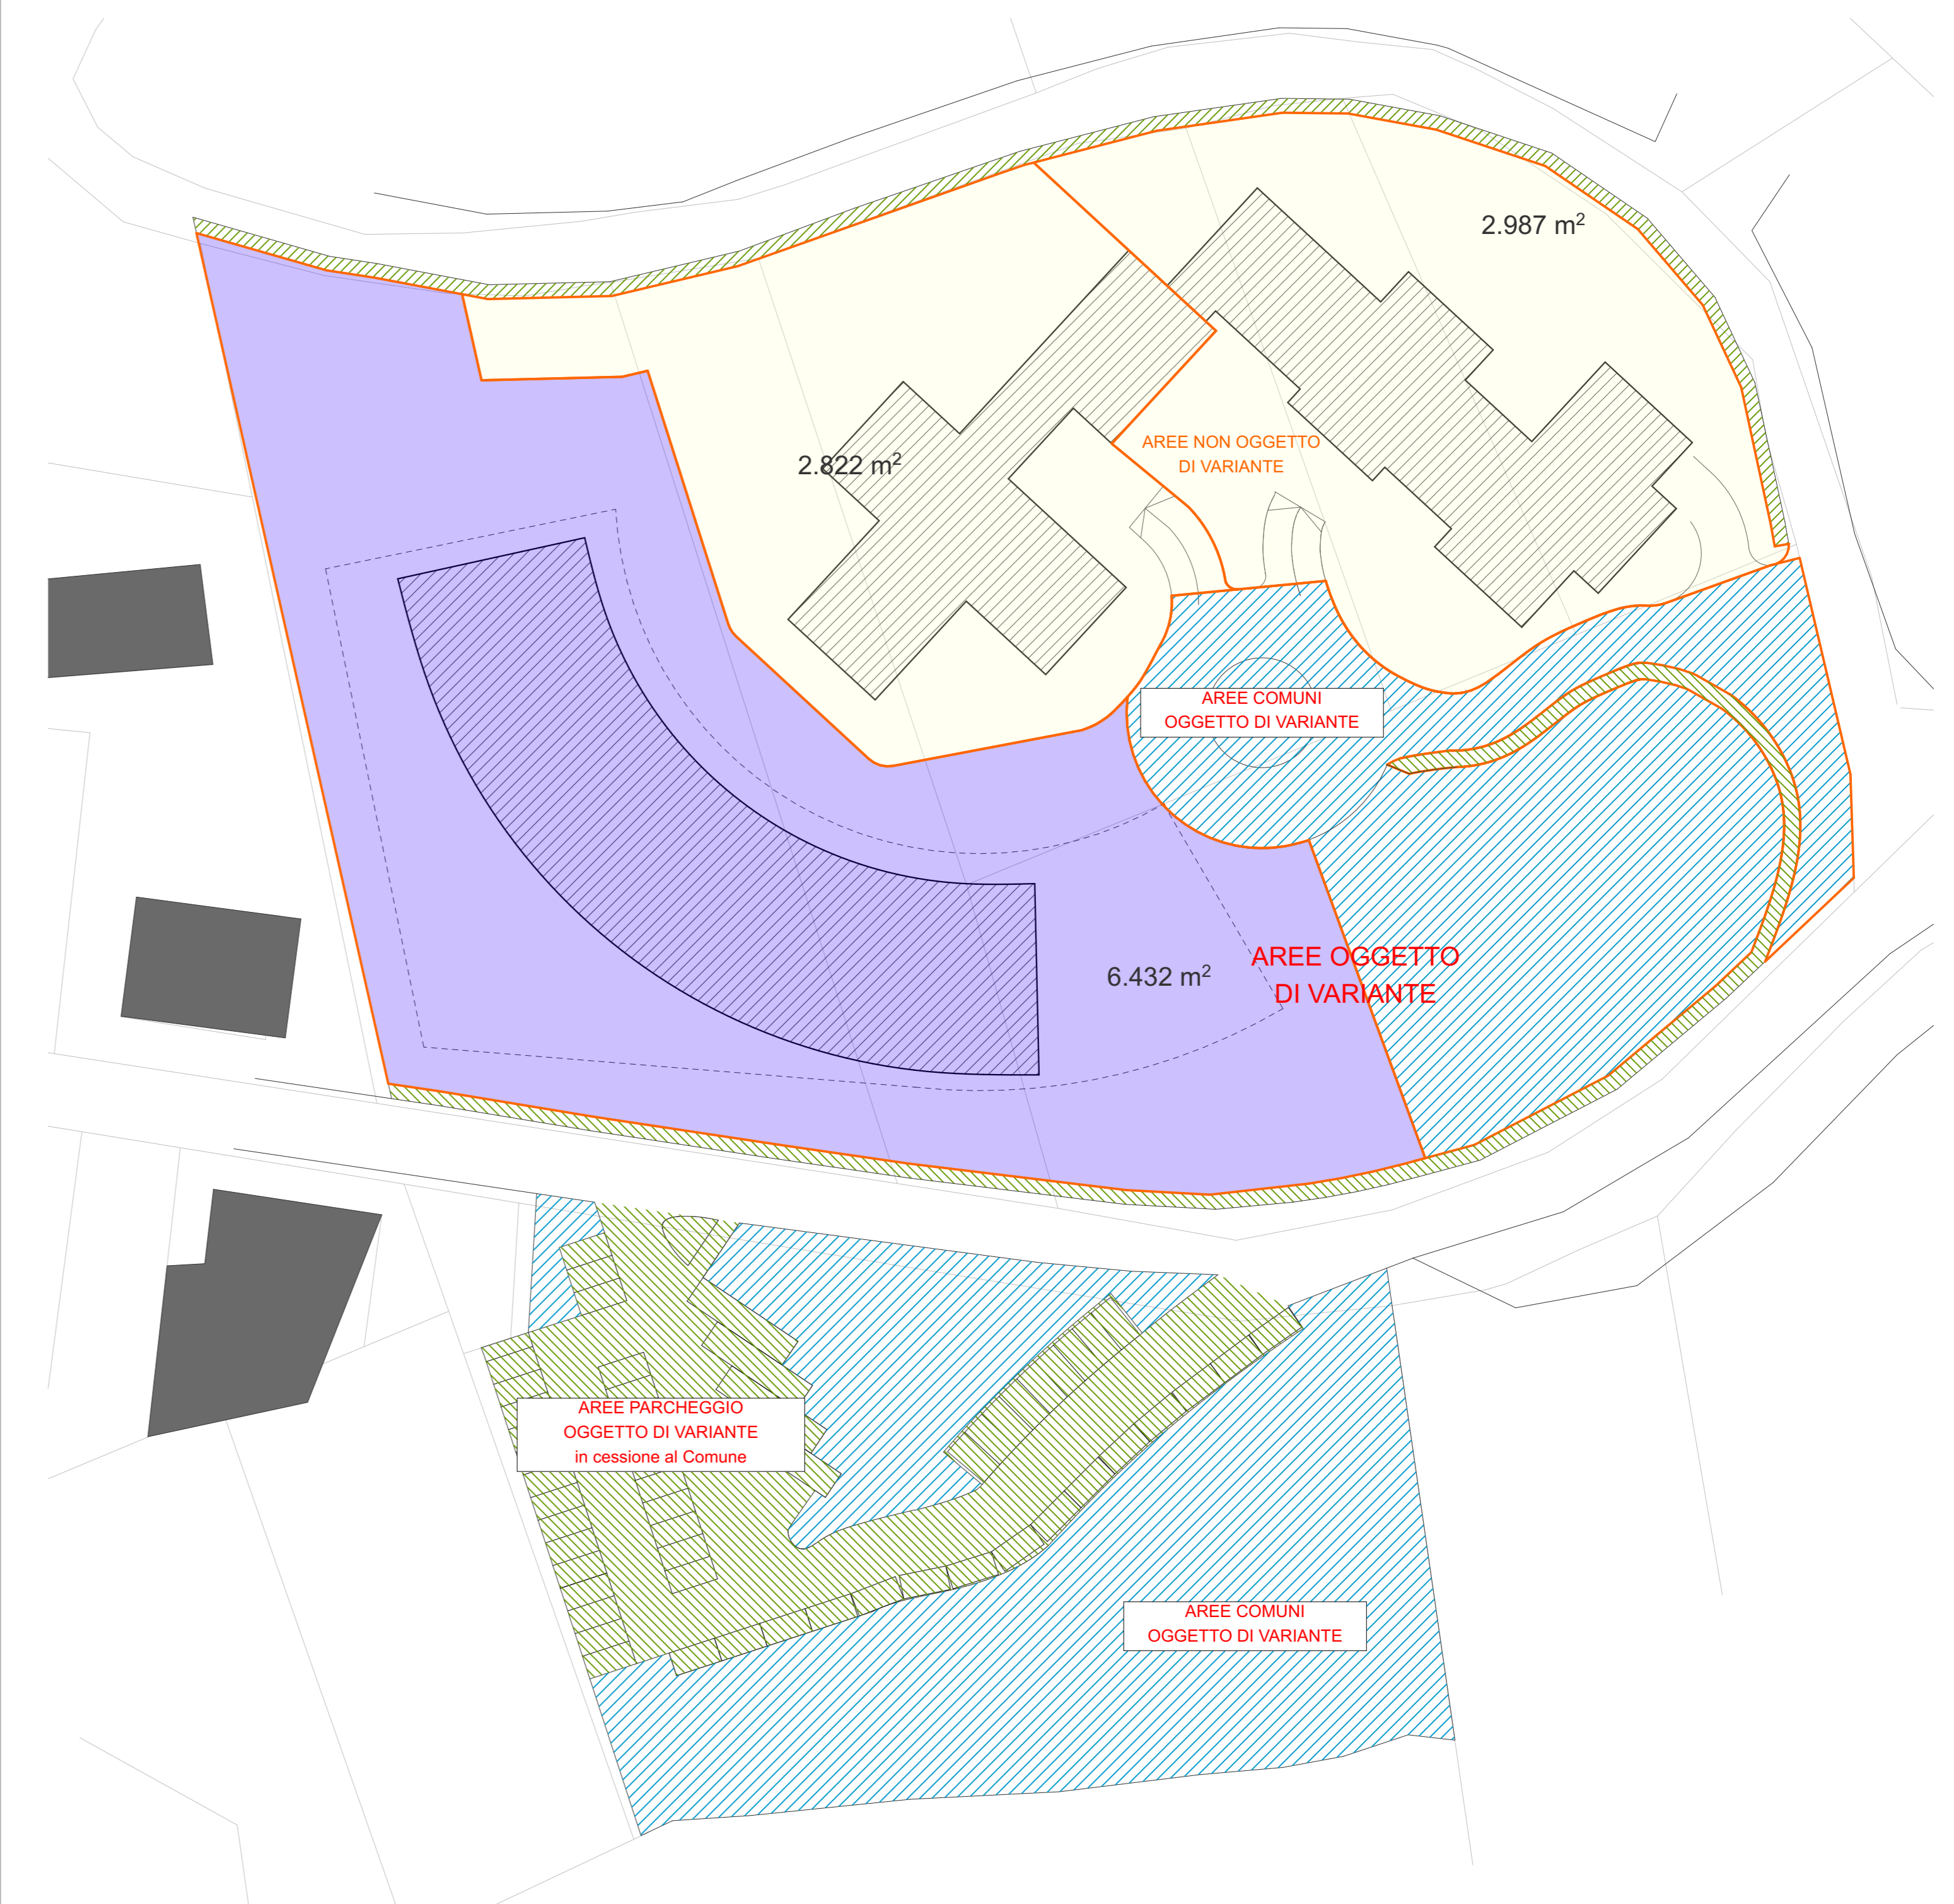 2.987 m²
AREE NON OGGETTO
DI VARIANTE
2.822 m²
AREE COMUNI
OGGETTO DI VARIANTE
6.432 m²
AREE OGGETTO
DI VARIANTE
AREE PARCHEGGIO
OGGETTO DI VARIANTE
in cessione al Comune
AREE COMUNI
OGGETTO DI VARIANTE